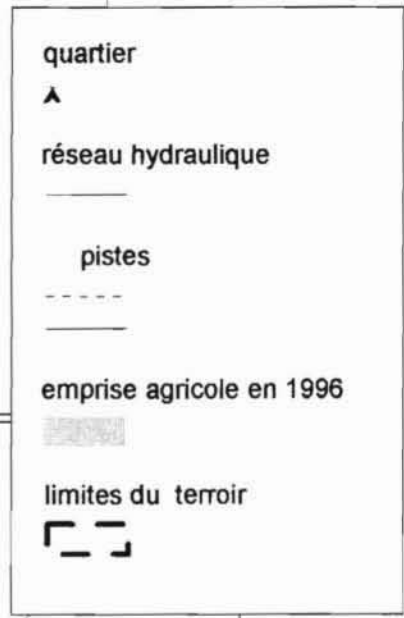 quartier
réseau hydraulique
pistes
emprise agricole en 1996
limites du terroir